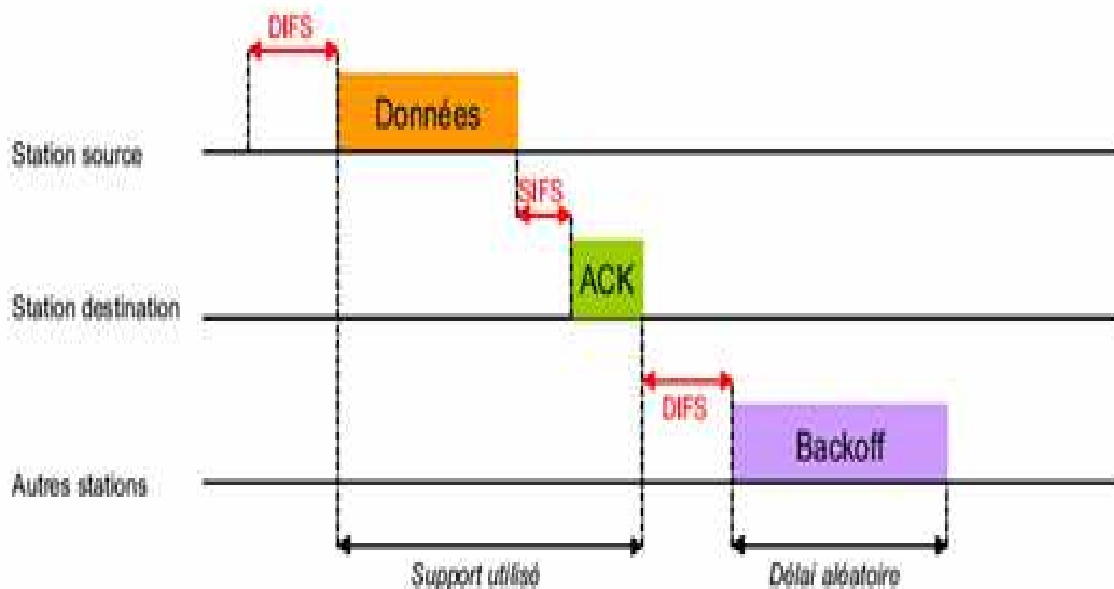 DIFS
Données
Station source
SIFS
ACK
Station destination
DIFS
Backoff
Autres stations
Support utilisé
Délai aléatoire